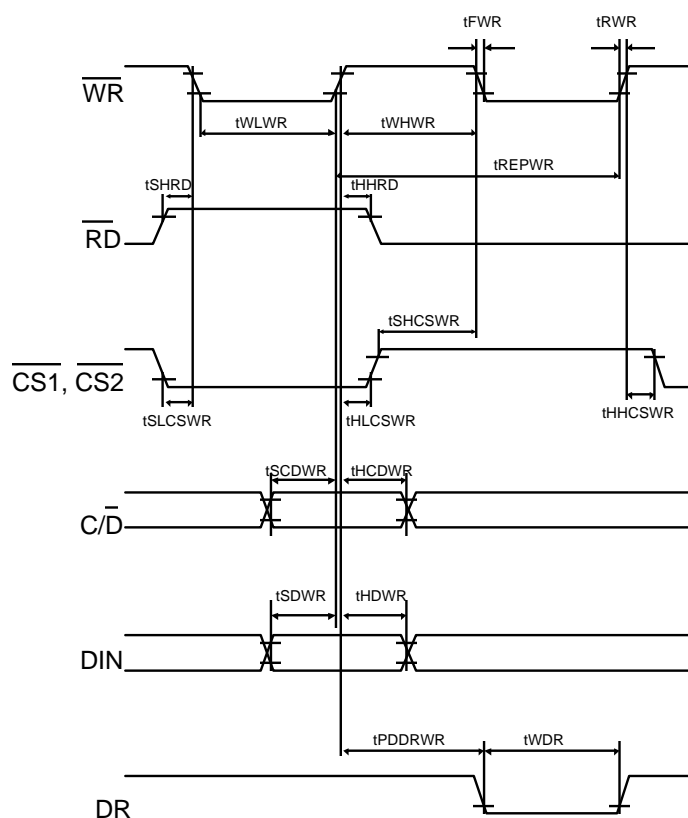 tFWR tRWR
WR
tWLWR tWHWR
tSHRD tHHRD tREPWR
RD
tSHCSWR
CS1, CS2
tSLCSWR tHLCSWR tHHCSWR
tSCDWR tHCDWR
C/D
tSDWR tHDWR
DIN
tPDDRWR tWDR
DR